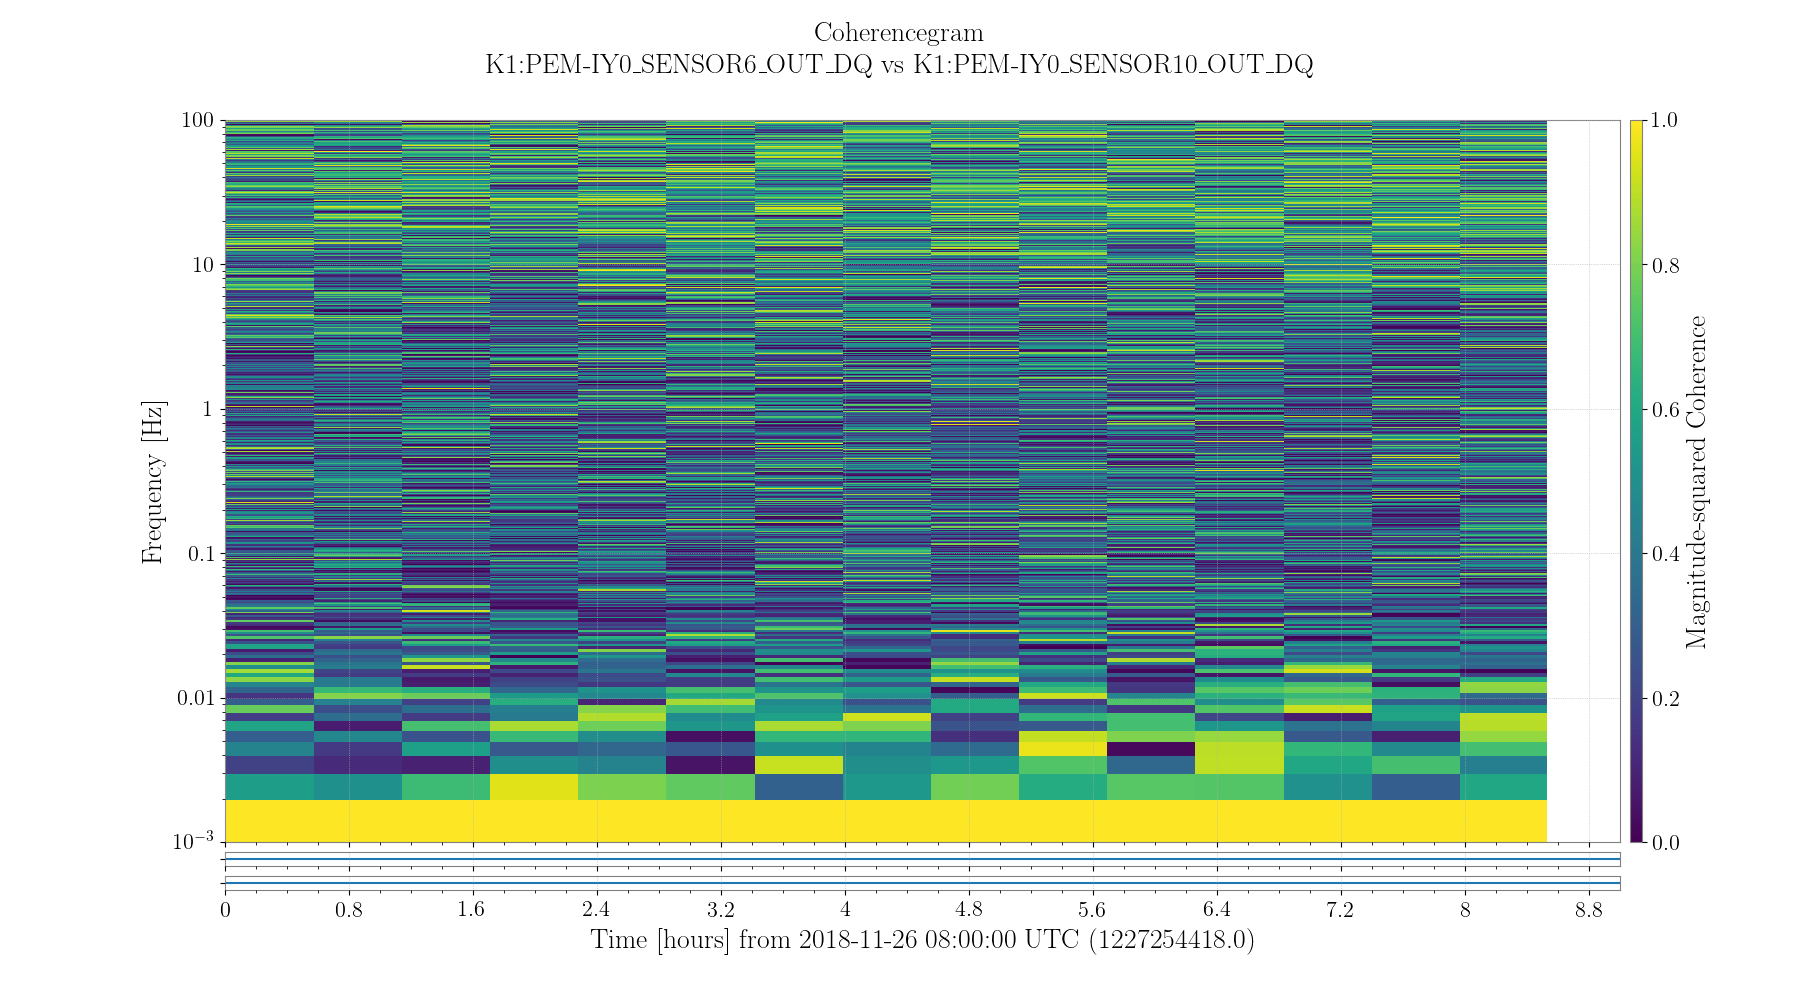 Coherencegram
K1:PEM-IY0_SENSOR6_OUT_DQ vs K1:PEM-IY0_SENSOR10_OUT_DQ
100
10
1
0.1
0.01
10⁻³
Frequency [Hz]
1.0
0.8
0.6
0.4
0.2
0.0
Magnitude-squared Coherence
0 0.8 1.6 2.4 3.2 4 4.8 5.6 6.4 7.2 8 8.8
Time [hours] from 2018-11-26 08:00:00 UTC (1227254418.0)